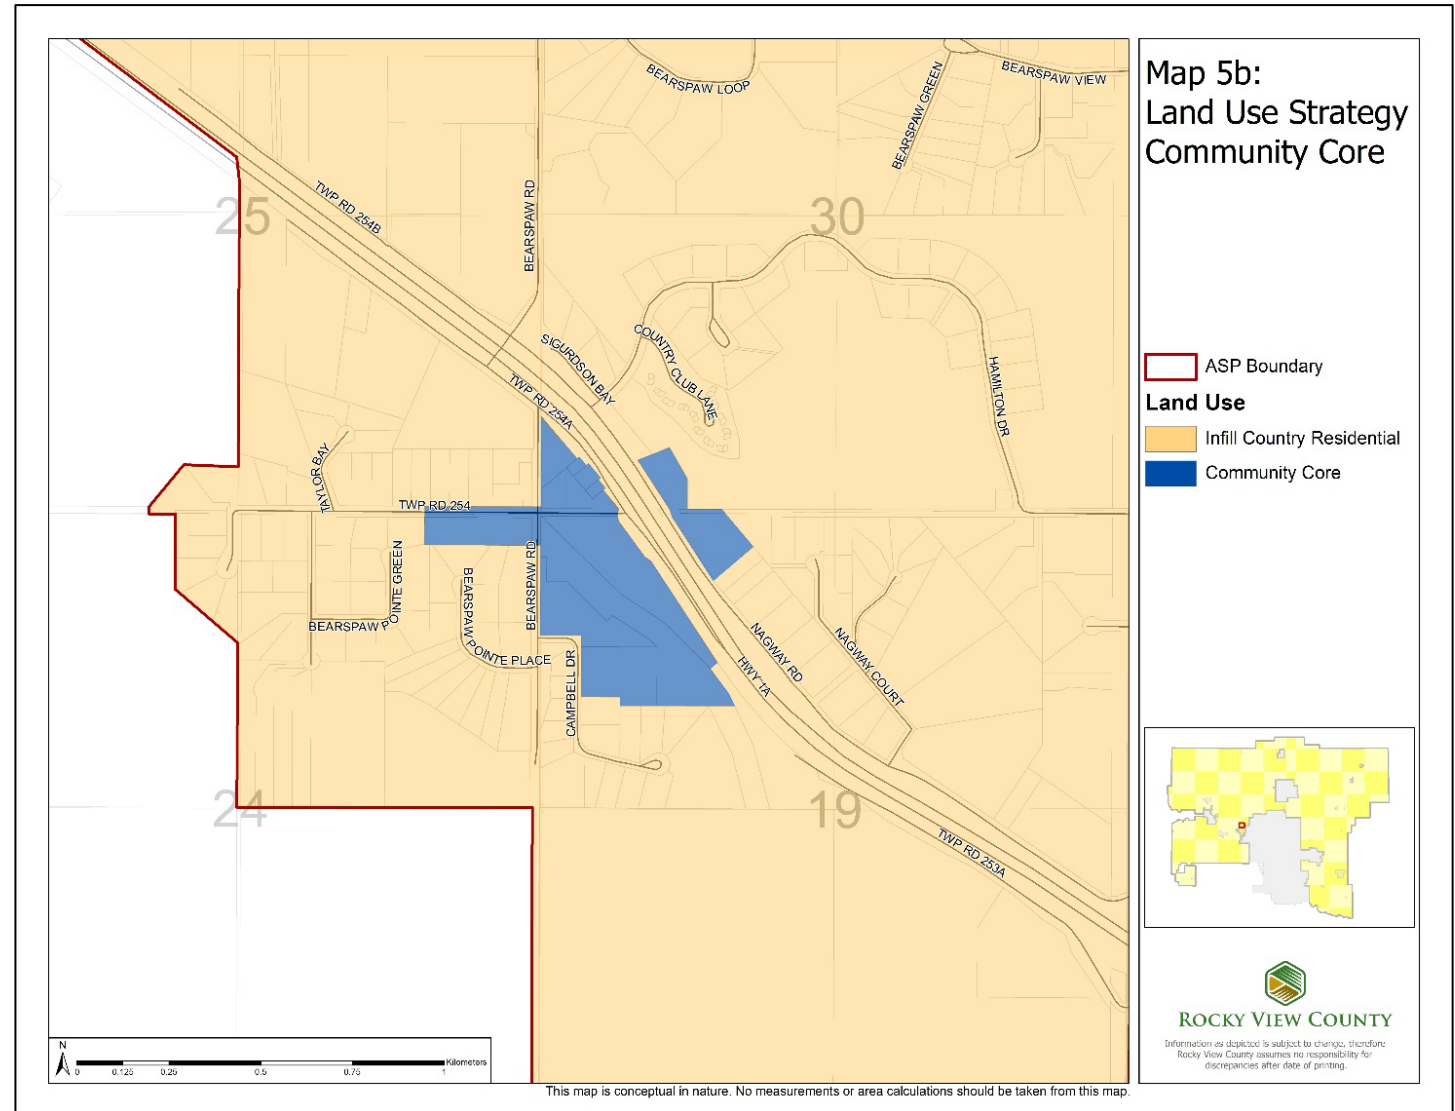 Map 5b:
Land Use Strategy
Community Core
ASP Boundary
Land Use
Infill Country Residential
Community Core
BEARSPAW LOOP
BEARSPAW GREEN
BEARSPAW VIEW
25
TWP RD 254B
BEARSPAW RD
30
SIGURDSON BAY
COUNTRY CLUB LANE
HAMILTON DR
TWP RD 254A
TAYLOR BAY
TWP RD 254
BEARSPAW POINTE GREEN
BEARSPAW POINTE PLACE
BEARSPAW RD
CAMPBELL DR
NAGWAY RD
HWY 1A
NAGWAY COURT
24
19
TWP RD 253A
N
0 0.125 0.25 0.5 0.75 1
Kilometers
This map is conceptual in nature. No measurements or area calculations should be taken from this map.
ROCKY VIEW COUNTY
Information as depicted is subject to change, therefore
Rocky View County assumes no responsibility for
discrepancies after date of printing.